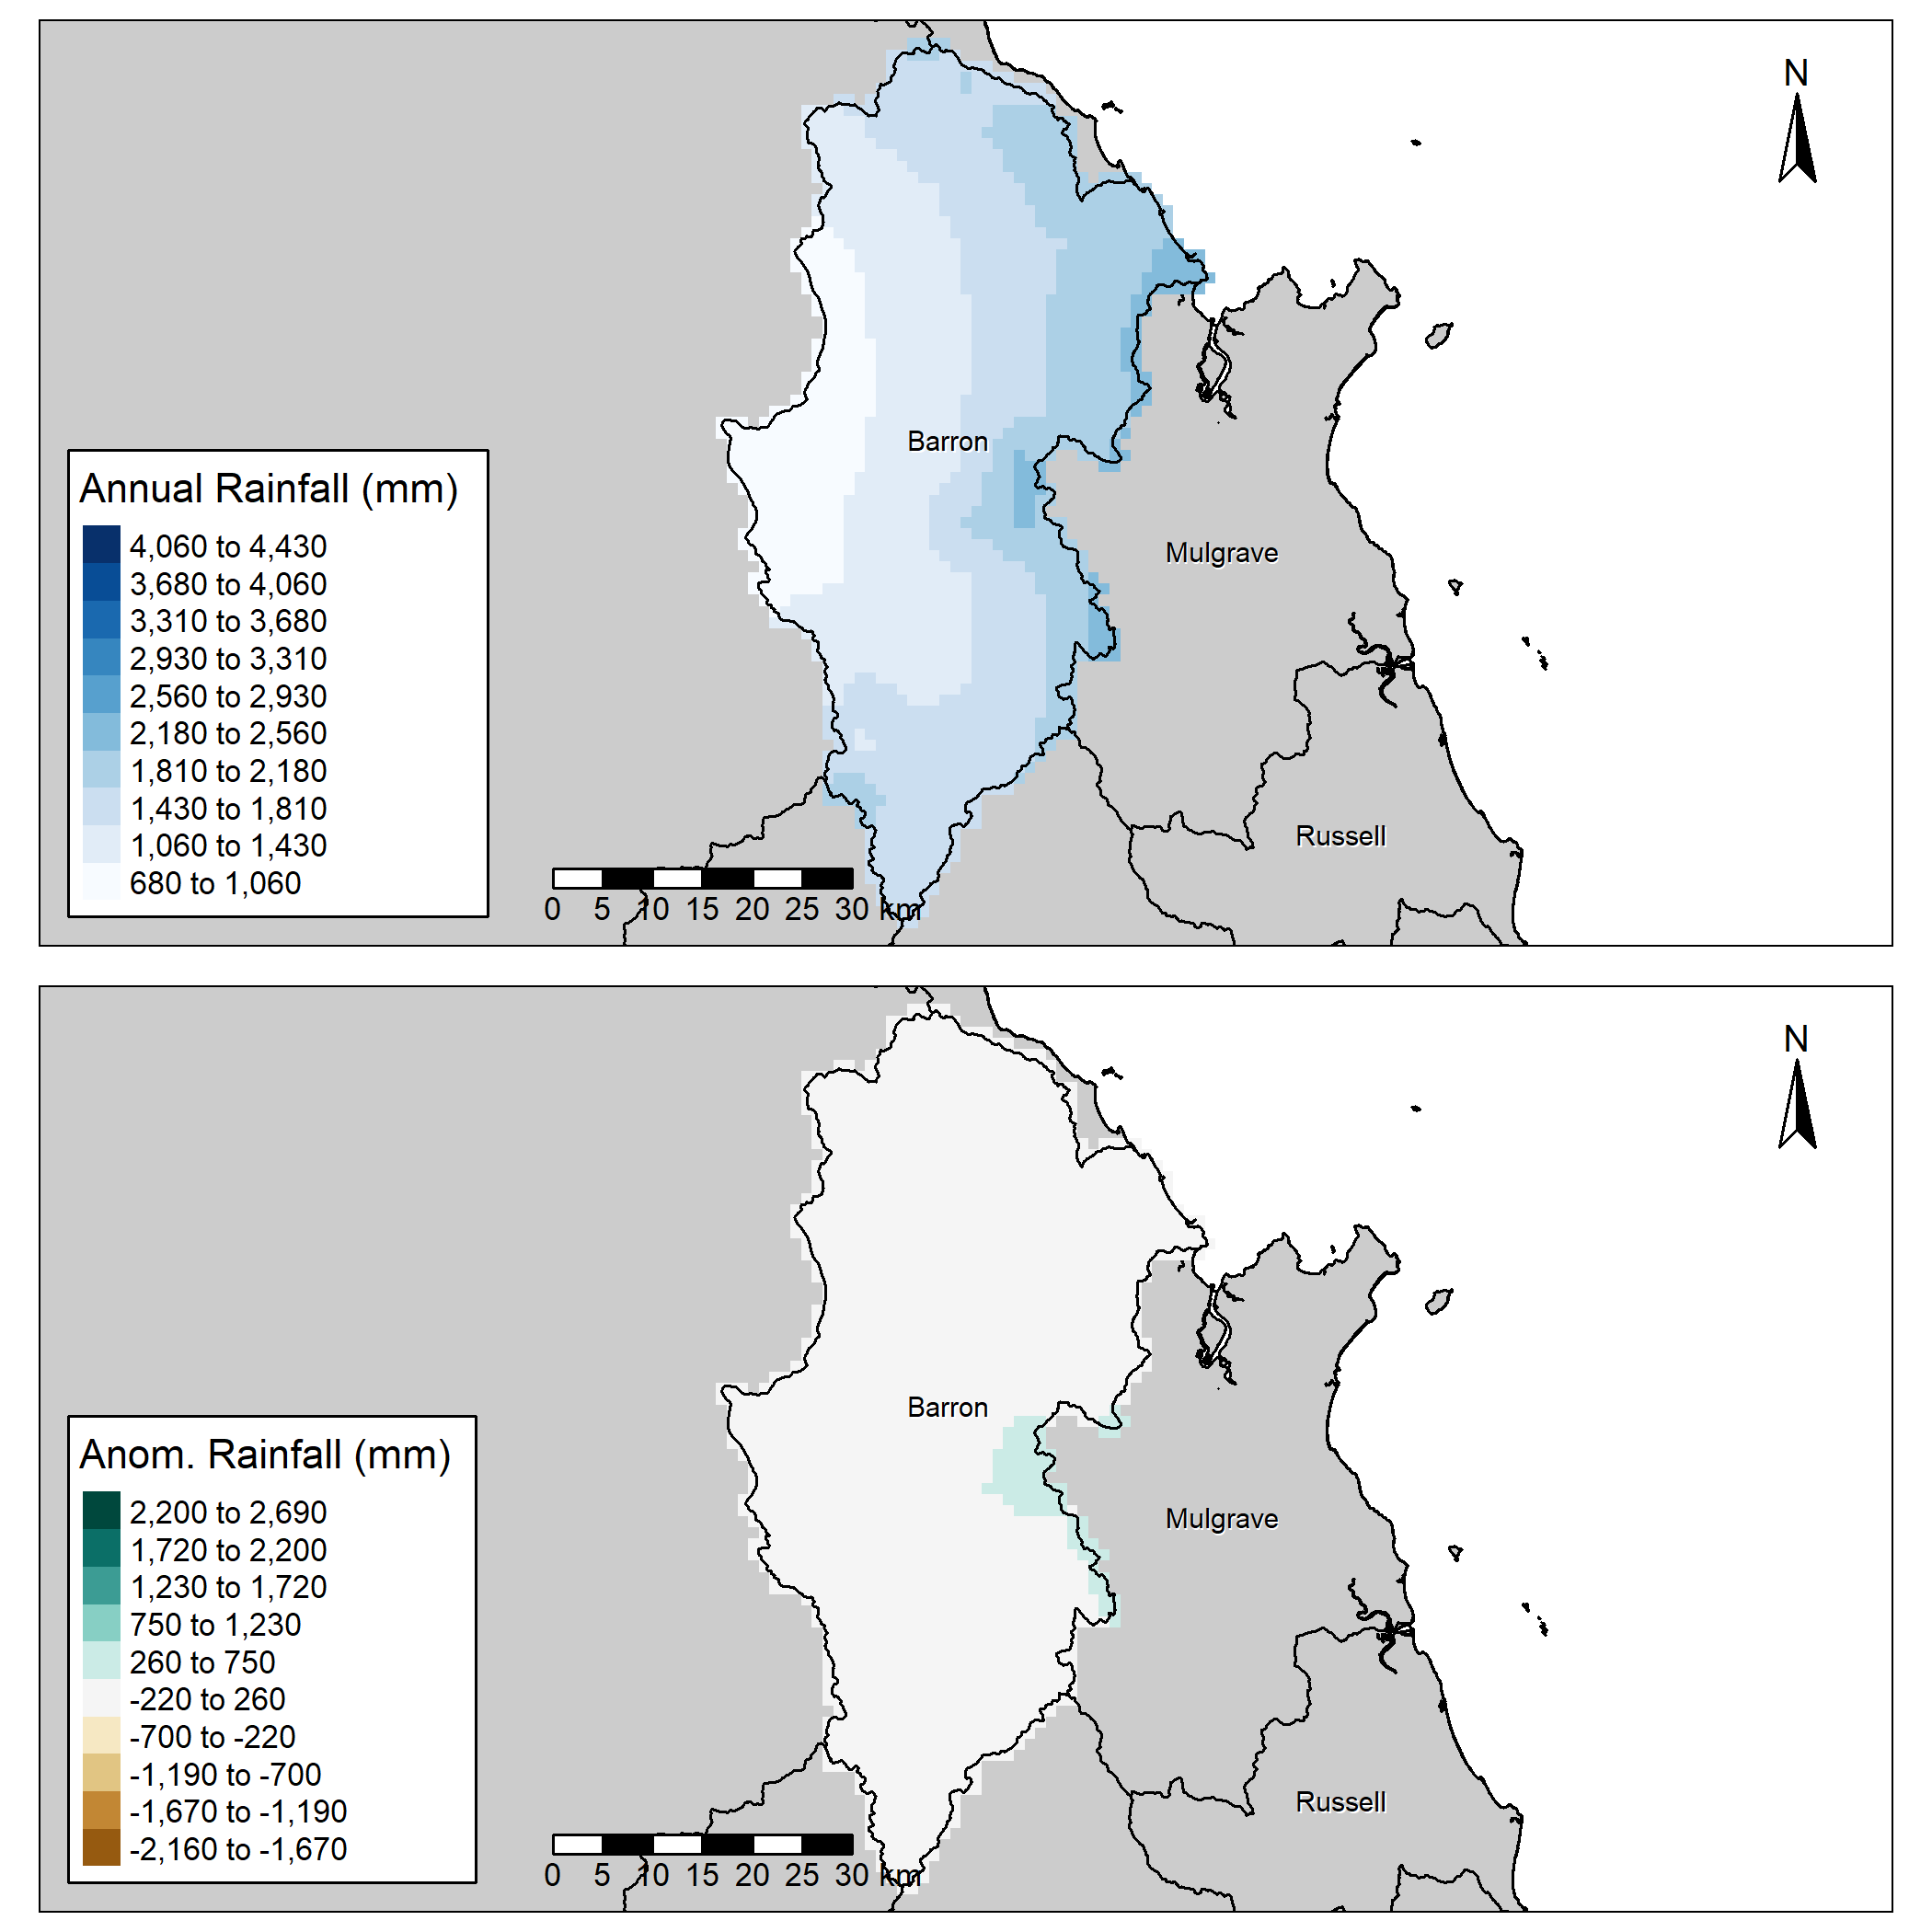 N
Barron
Annual Rainfall (mm)
4,060 to 4,430
3,680 to 4,060
3,310 to 3,680
2,930 to 3,310
2,560 to 2,930
2,180 to 2,560
1,810 to 2,180
1,430 to 1,810
1,060 to 1,430
680 to 1,060
Mulgrave
Russell
0 5 10 15 20 25 30 km
N
Barron
Anom. Rainfall (mm)
2,200 to 2,690
1,720 to 2,200
1,230 to 1,720
750 to 1,230
260 to 750
-220 to 260
-700 to -220
-1,190 to -700
-1,670 to -1,190
-2,160 to -1,670
Mulgrave
Russell
0 5 10 15 20 25 30 km